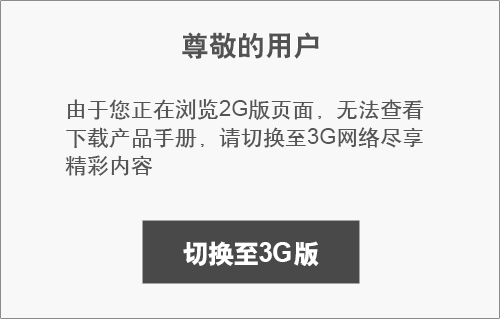 尊敬的用户
由于您正在浏览2G版页面，无法查看
下载产品手册，请切换至3G网络尽享
精彩内容
切换至3G版